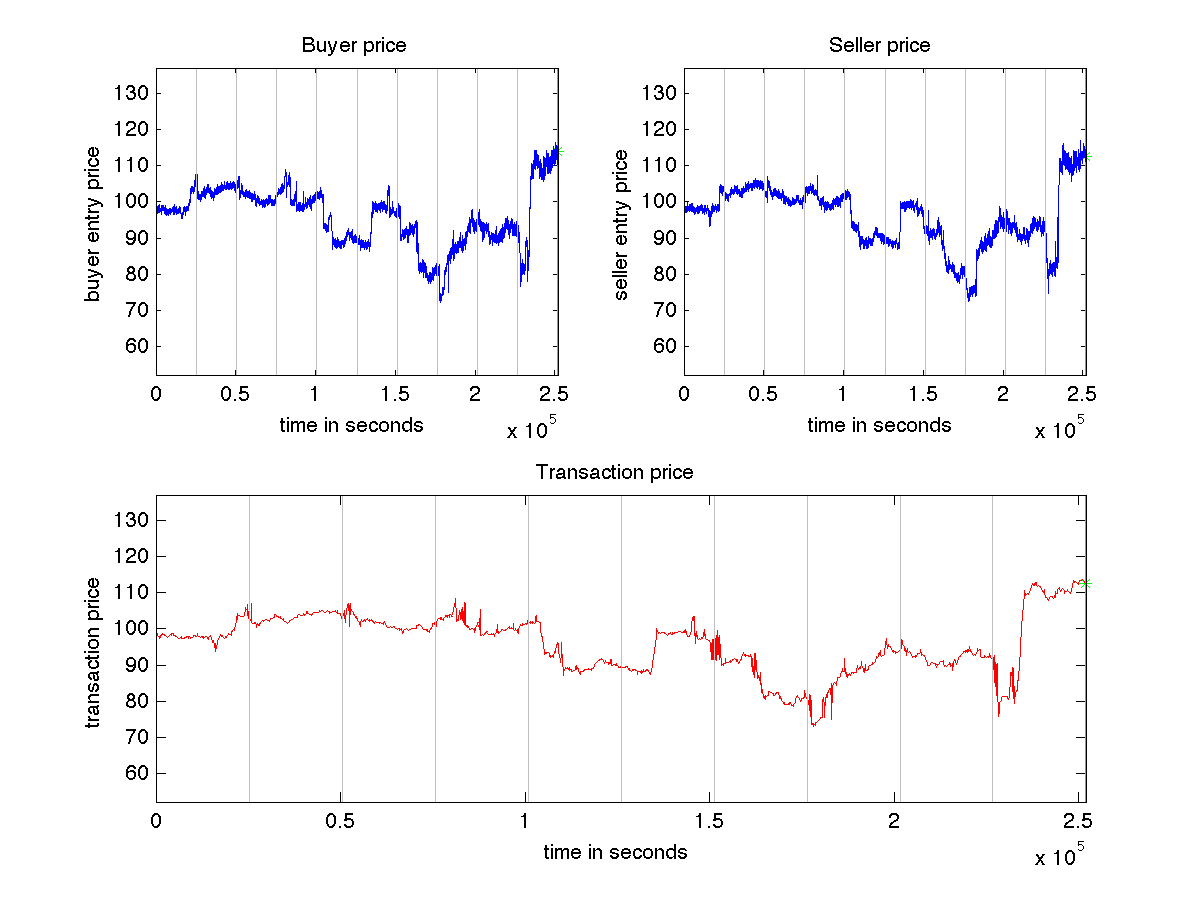 Buyer price
buyer entry price
130
120
110
100
90
80
70
60
0 0.5 1 1.5 2 2.5
time in seconds
x 10^5
Seller price
seller entry price
130
120
110
100
90
80
70
60
0 0.5 1 1.5 2 2.5
time in seconds
x 10^5
Transaction price
transaction price
130
120
110
100
90
80
70
60
0 0.5 1 1.5 2 2.5
time in seconds
x 10^5